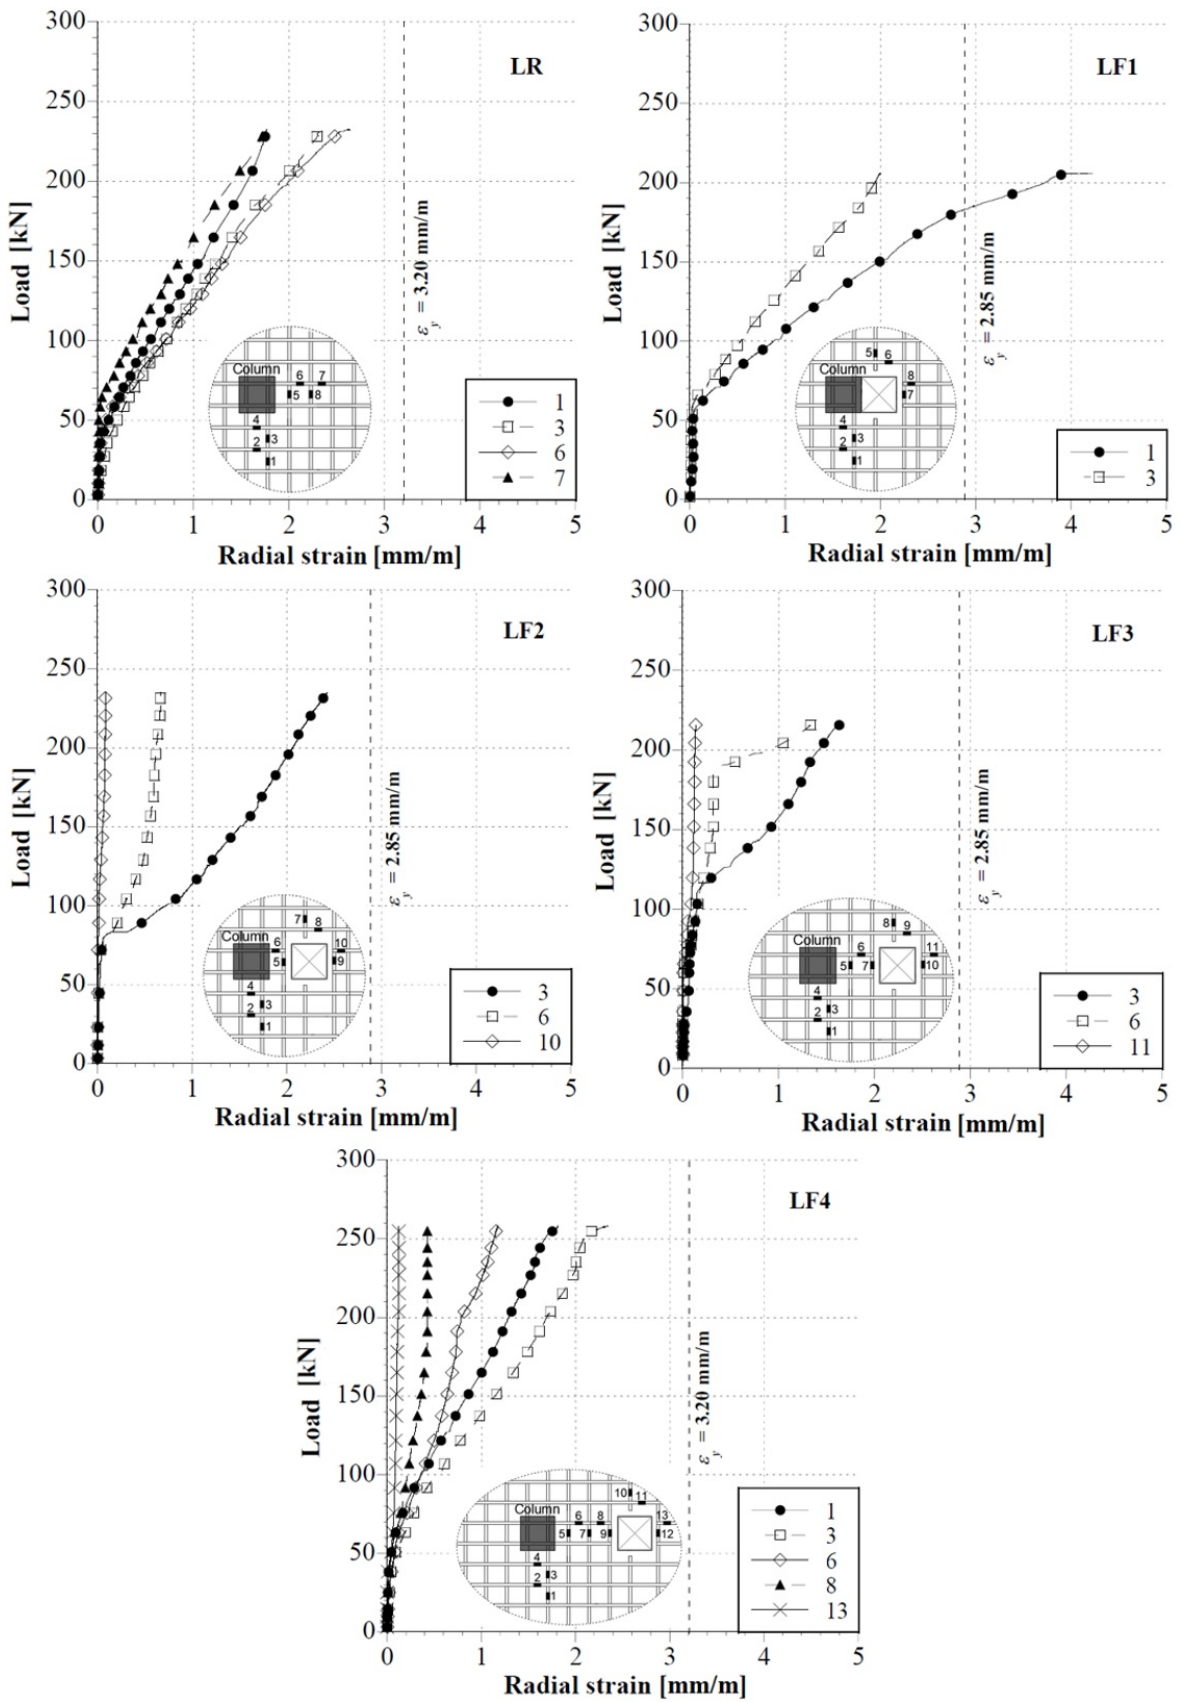 300
LR
250
200
Load [kN]
150
εy = 3.20 mm/m
100
Column
6 7
5 8
4
2 3
1
50
0
1
3
6
7
0 1 2 3 4 5
Radial strain [mm/m]
300
LF1
250
200
Load [kN]
150
εy = 2.85 mm/m
100
5 6
Column
8
7
4
2 3
1
50
0
1
3
0 1 2 3 4 5
Radial strain [mm/m]
300
LF2
250
200
Load [kN]
150
εy = 2.85 mm/m
100
7 8
Column
6 10
5 9
4
2 3
1
50
0
3
6
10
0 1 2 3 4 5
Radial strain [mm/m]
300
LF3
250
200
Load [kN]
150
εy = 2.85 mm/m
100
8 9
Column
6 11
5 7 10
4
2 3
1
50
0
3
6
11
0 1 2 3 4 5
Radial strain [mm/m]
300
LF4
250
200
Load [kN]
150
εy = 3.20 mm/m
100
10 11
Column
6 8 13
5 7 9 12
4
2 3
1
50
0
1
3
6
8
13
0 1 2 3 4 5
Radial strain [mm/m]